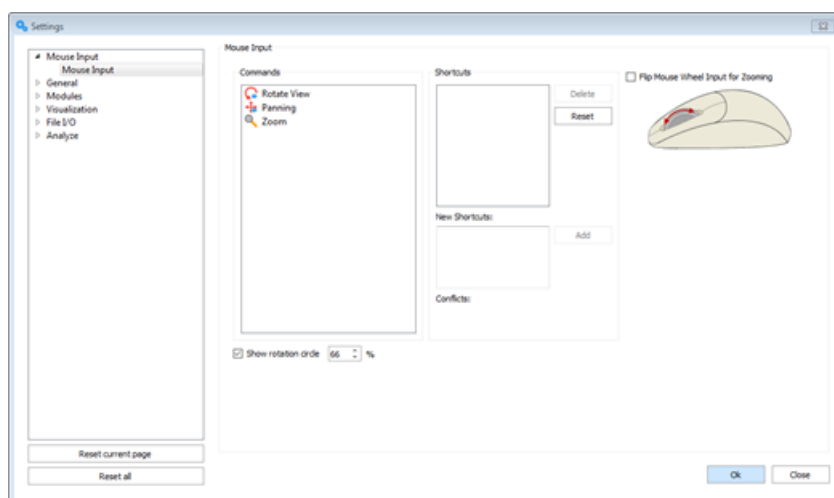 Settings
Mouse Input
Mouse Input
General
Modules
Visualization
File I/O
Analyze
Reset current page
Reset all
Mouse Input
Commands
Rotate View
Panning
Zoom
Show rotation circle 66 %
Shortcuts
Delete
Reset
New Shortcuts:
Add
Conflicts:
Flip Mouse Wheel Input for Zooming
Ok
Close